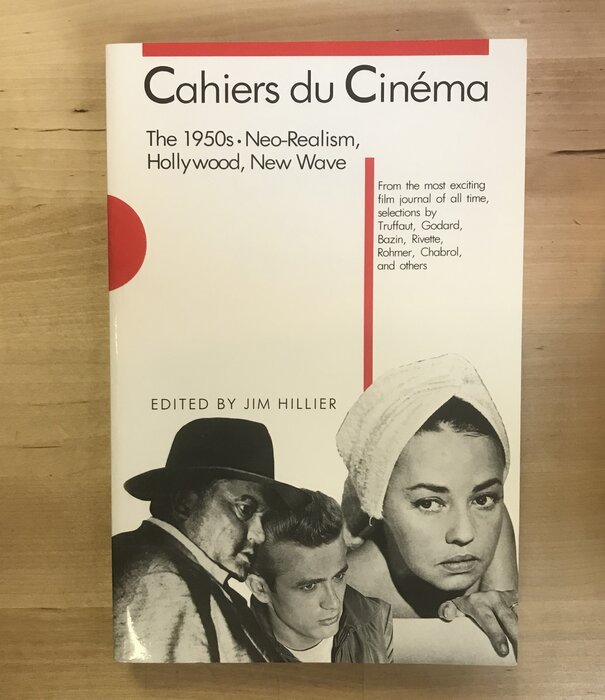 Cahiers du Cinéma
The 1950s • Neo-Realism,
Hollywood, New Wave
From the most exciting
film journal of all time,
selections by
Truffaut, Godard,
Bazin, Rivette,
Rohmer, Chabrol,
and others
EDITED BY JIM HILLIER